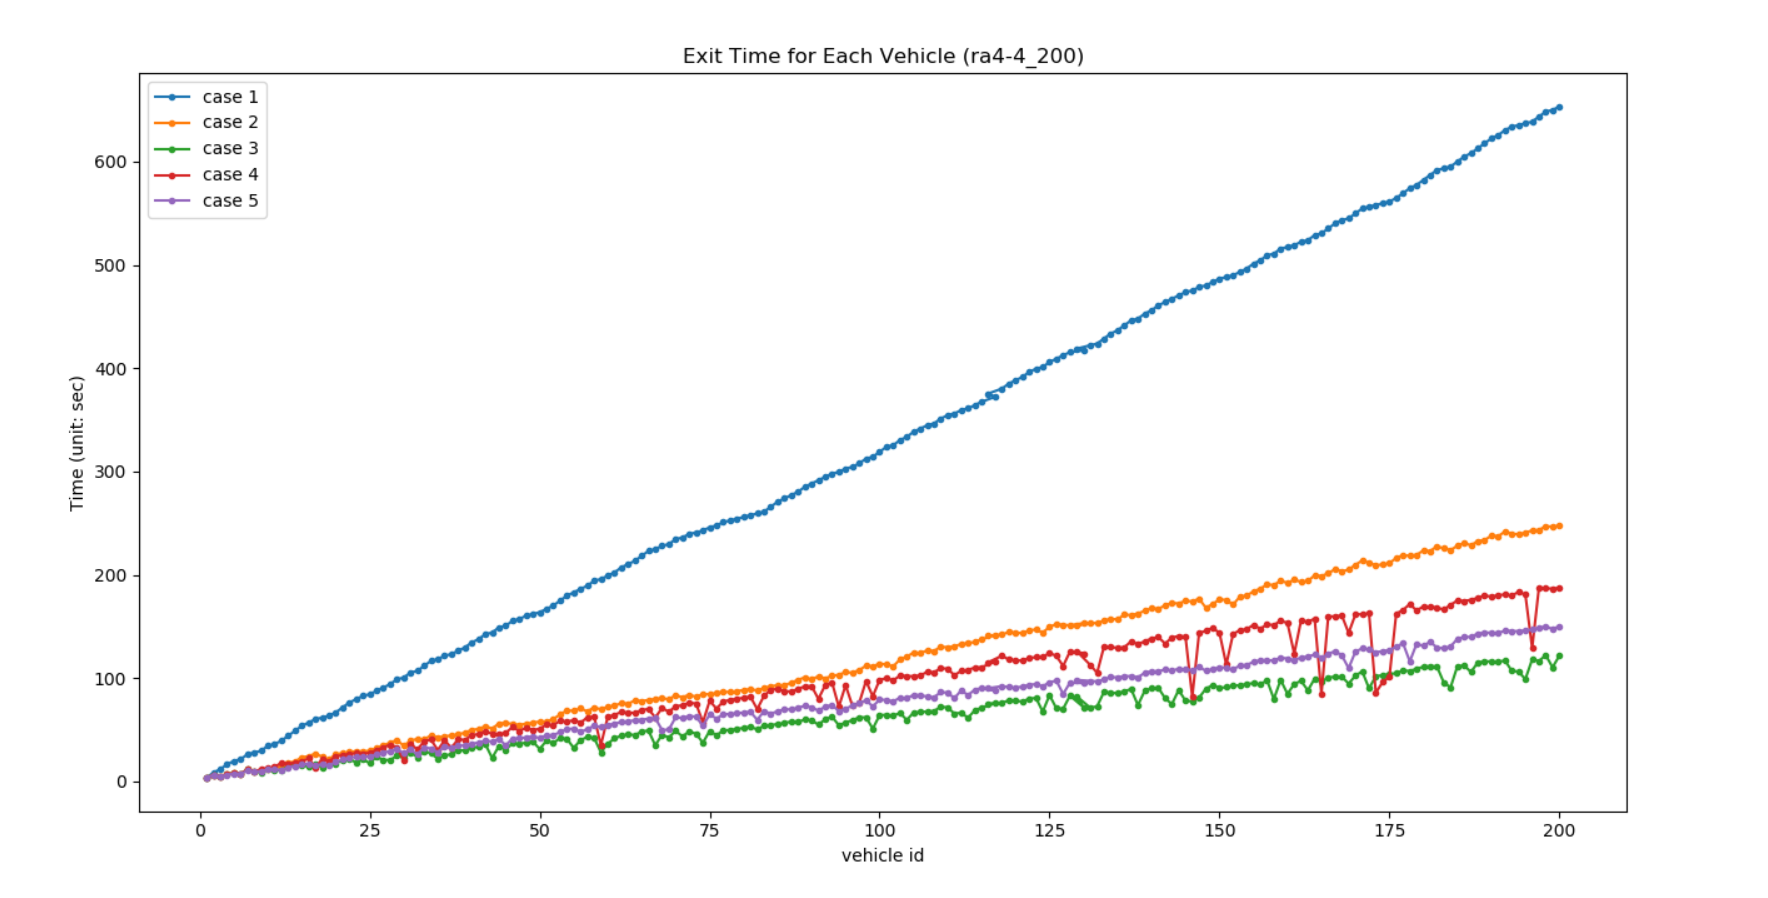 Exit Time for Each Vehicle (ra4-4_200)
case 1
case 2
case 3
case 4
case 5
Time (unit: sec)
600
500
400
300
200
100
0
0 25 50 75 100 125 150 175 200
vehicle id